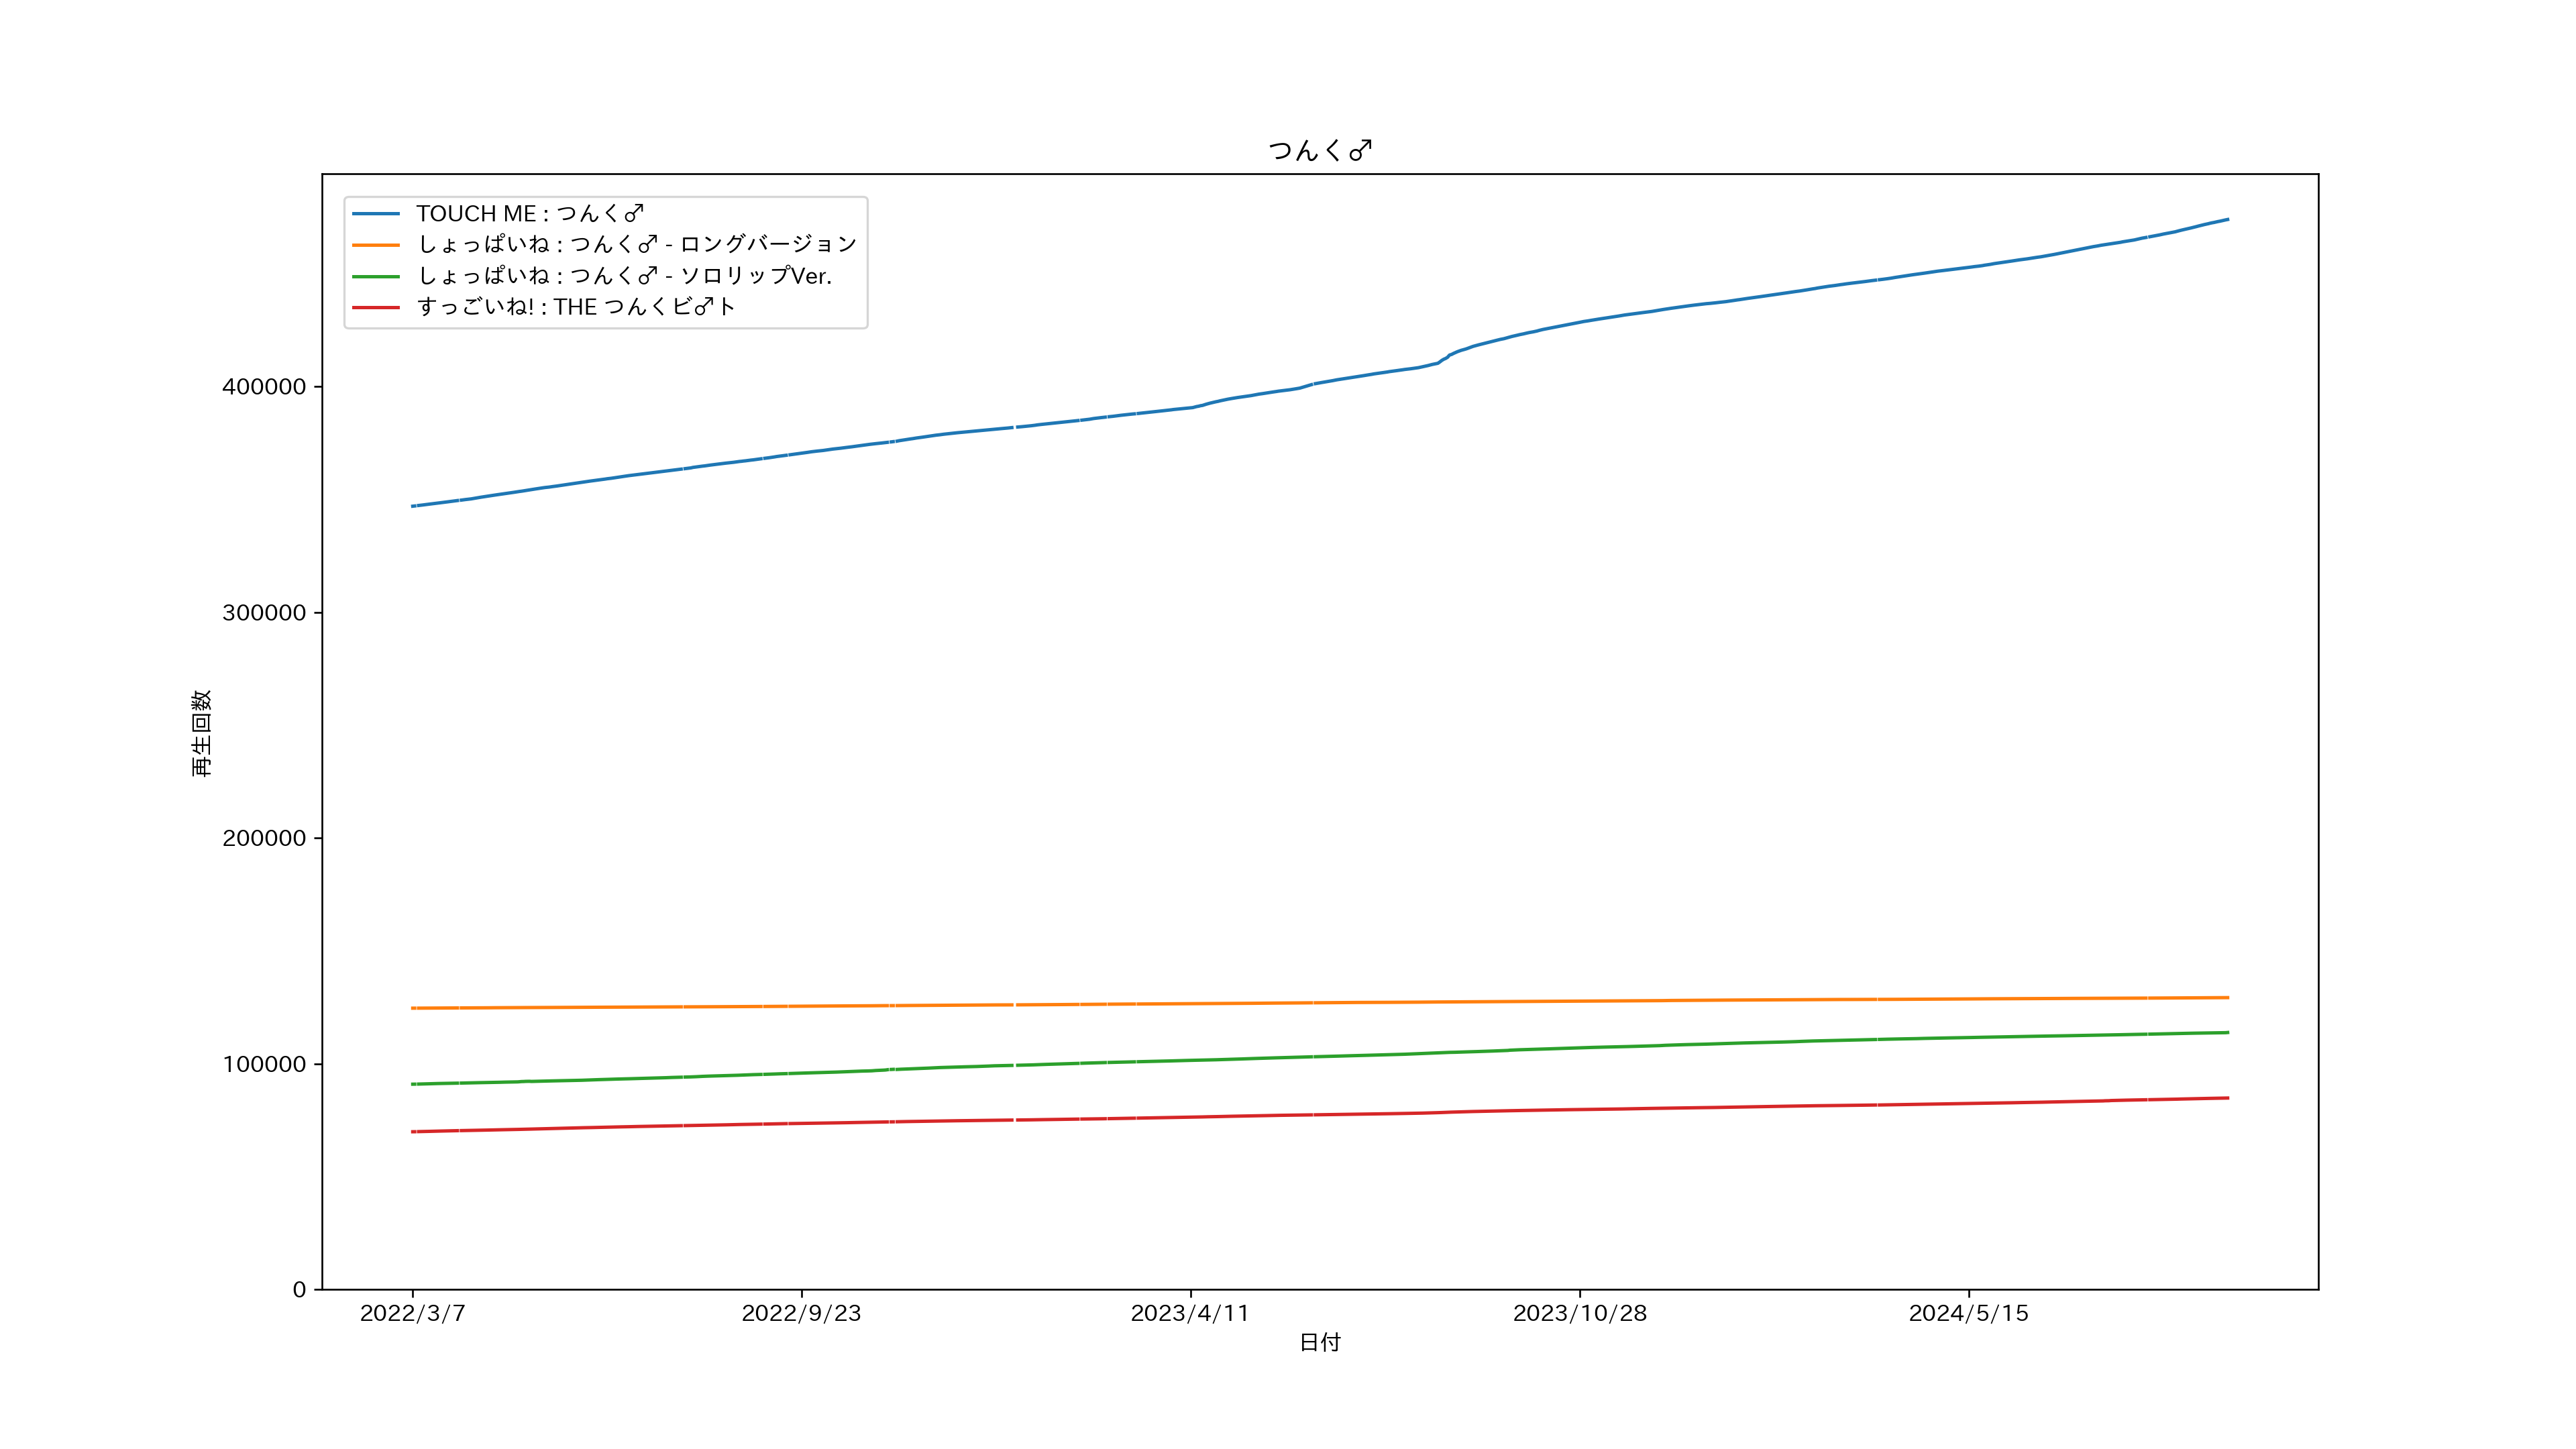 つんく♂
TOUCH ME : つんく♂
しょっぱいね : つんく♂ - ロングバージョン
しょっぱいね : つんく♂ - ソロリップVer.
すっごいね! : THE つんくビ♂ト
400000
300000
200000
100000
0
再生回数
2022/3/7
2022/9/23
2023/4/11
2023/10/28
2024/5/15
日付